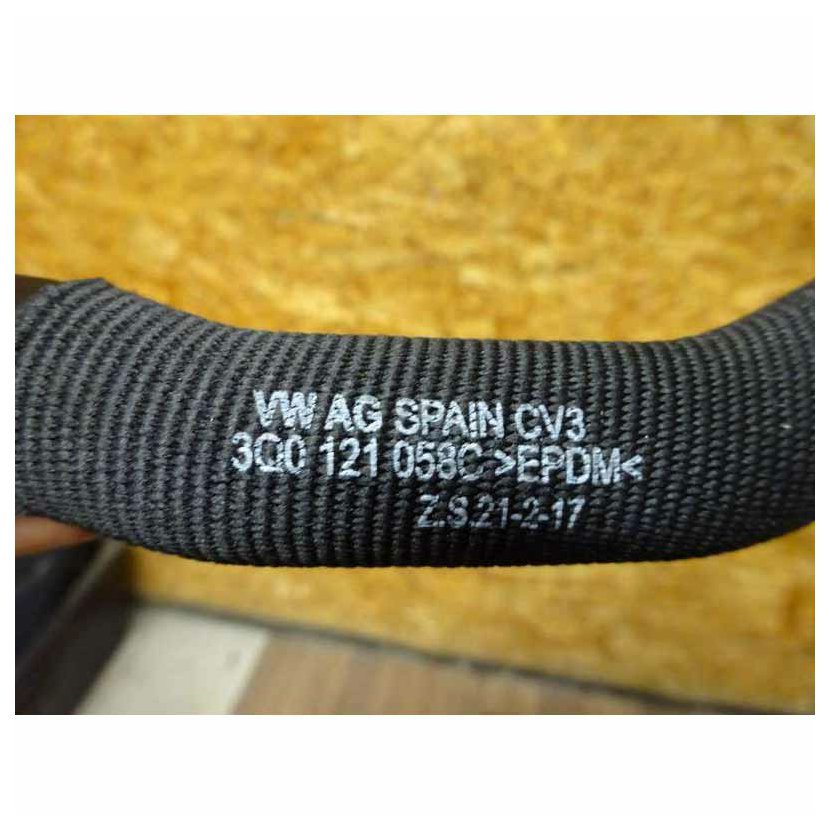 VW AG SPAIN CV3
3Q0 121 058C >EPDM<
Z.S.21-2-17